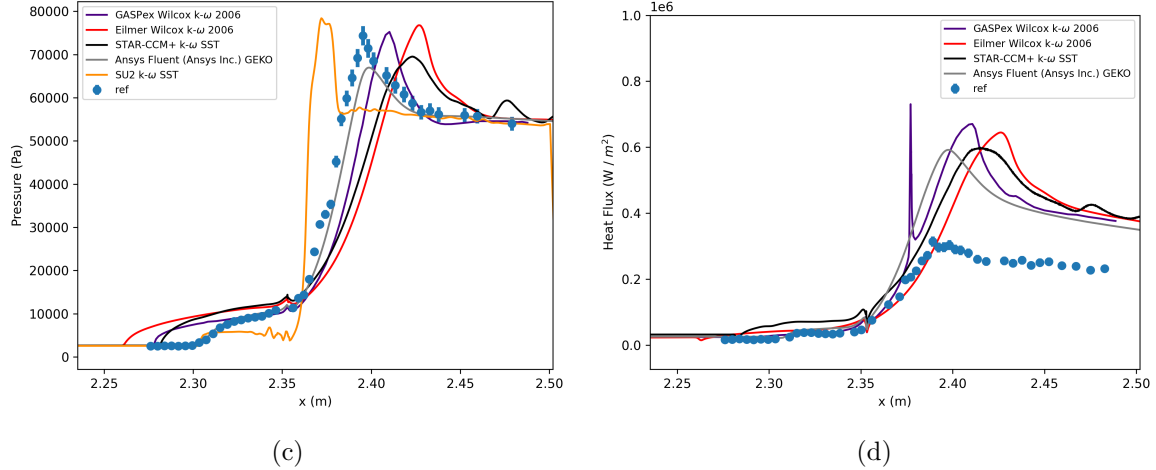 GASPex Wilcox k-ω 2006
Eilmer Wilcox k-ω 2006
STAR-CCM+ k-ω SST
Ansys Fluent (Ansys Inc.) GEKO
SU2 k-ω SST
ref
80000
70000
60000
50000
40000
30000
20000
10000
0
Pressure (Pa)
2.25 2.30 2.35 2.40 2.45 2.50
x (m)
(c)
1e6
GASPex Wilcox k-ω 2006
Eilmer Wilcox k-ω 2006
STAR-CCM+ k-ω SST
Ansys Fluent (Ansys Inc.) GEKO
ref
1.0
0.8
0.6
0.4
0.2
0.0
Heat Flux (W / m²)
2.25 2.30 2.35 2.40 2.45 2.50
x (m)
(d)